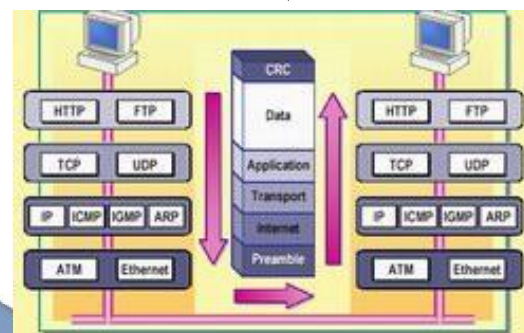 HTTP FTP
TCP UDP
IP ICMP IGMP ARP
ATM Ethernet
CRC
Data
Application
Transport
Internet
Preamble
HTTP FTP
TCP UDP
IP ICMP IGMP ARP
ATM Ethernet